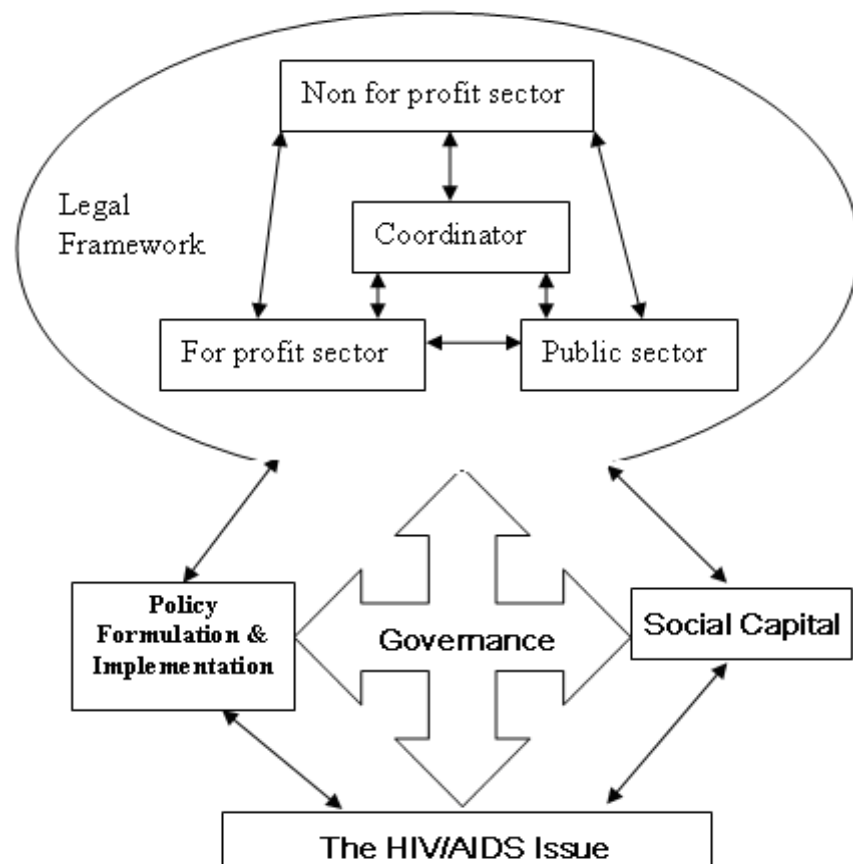 Non for profit sector
Legal
Framework
Coordinator
For profit sector
Public sector
Policy
Formulation &
Implementation
Governance
Social Capital
The HIV/AIDS Issue